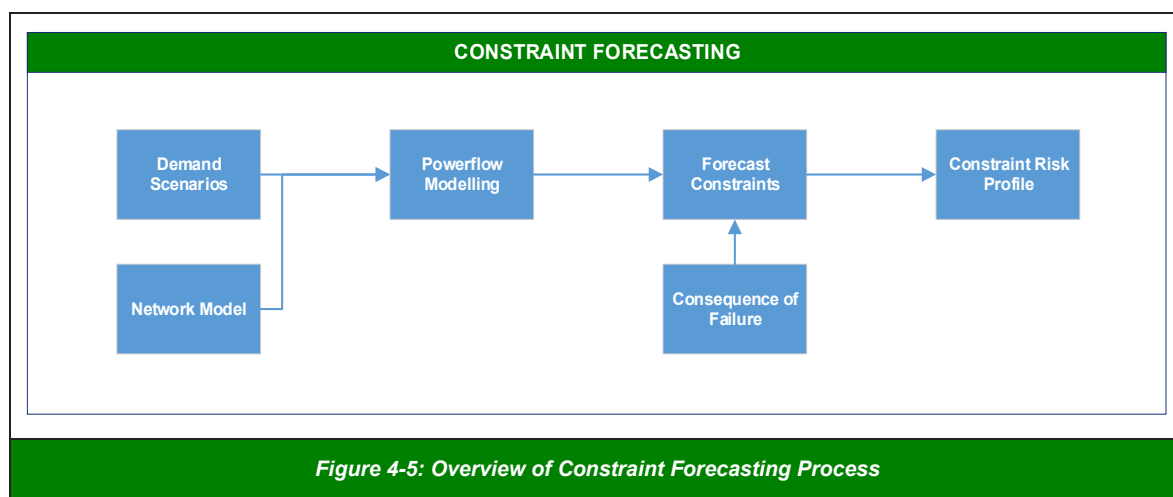 CONSTRAINT FORECASTING
Demand
Scenarios
Powerflow
Modelling
Forecast
Constraints
Constraint Risk
Profile
Network Model
Consequence of
Failure
Figure 4-5: Overview of Constraint Forecasting Process